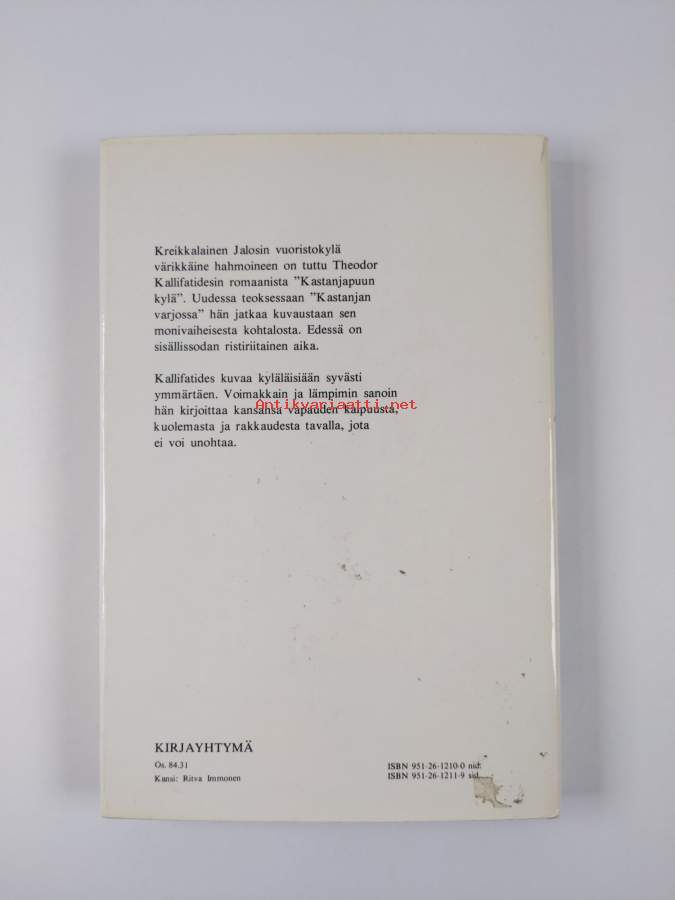 Kreikkalainen Jalosin vuoristokylä
värikkäine hahmoineen on tuttu Theodor
Kallifatidesin romaanista ”Kastanjapuun
kylä”. Uudessa teoksessaan ”Kastanjan
varjossa” hän jatkaa kuvaustaan sen
monivaiheisesta kohtalosta. Edessä on
sisällissodan ristiriitainen aika.
Kallifatides kuvaa kyläläisiään syvästi
ymmärtäen. Voimakkain ja lämpimin sanoin
Antikvariaatti.net
hän kirjoittaa kansansa vapauden kaipuusta,
kuolemasta ja rakkaudesta tavalla, jota
ei voi unohtaa.
KIRJAYHTYMÄ
Os. 84.31
Kansi: Ritva Immonen
ISBN 951-26-1210-0 nid.
ISBN 951-26-1211-9 sid.